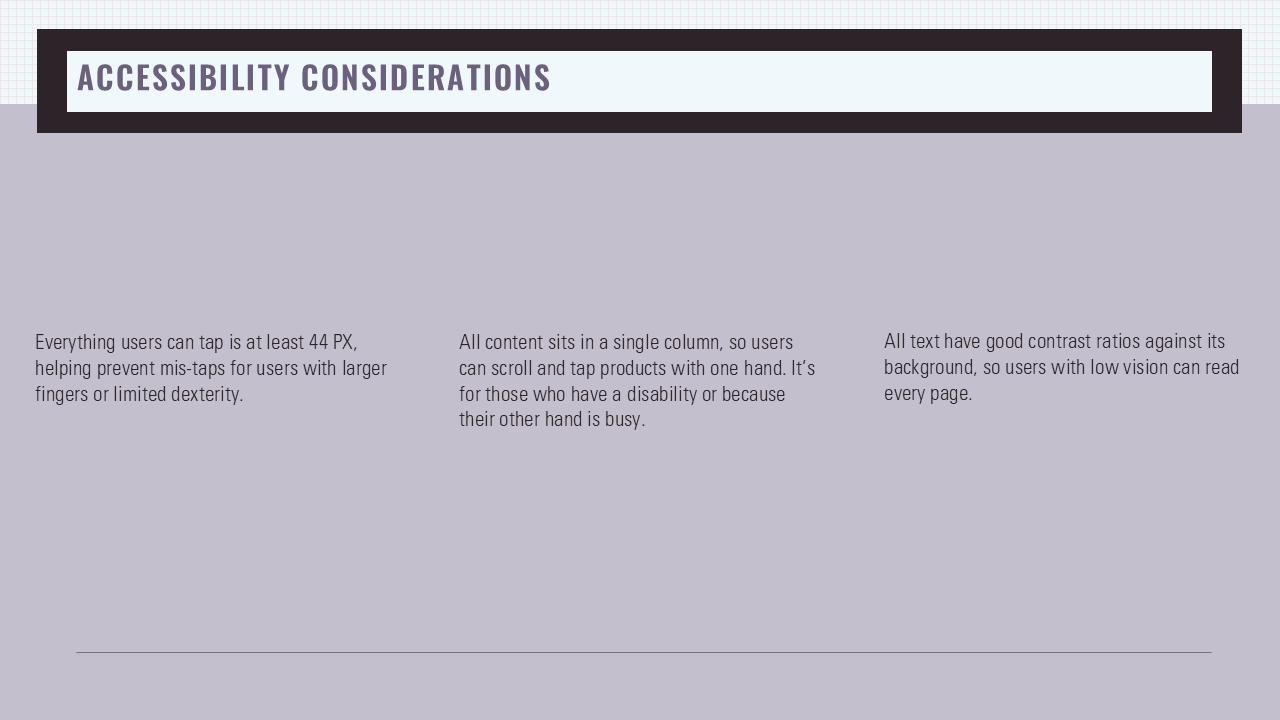 ACCESSIBILITY CONSIDERATIONS
Everything users can tap is at least 44 PX,
helping prevent mis-taps for users with larger
fingers or limited dexterity.
All content sits in a single column, so users
can scroll and tap products with one hand. It’s
for those who have a disability or because
their other hand is busy.
All text have good contrast ratios against its
background, so users with low vision can read
every page.